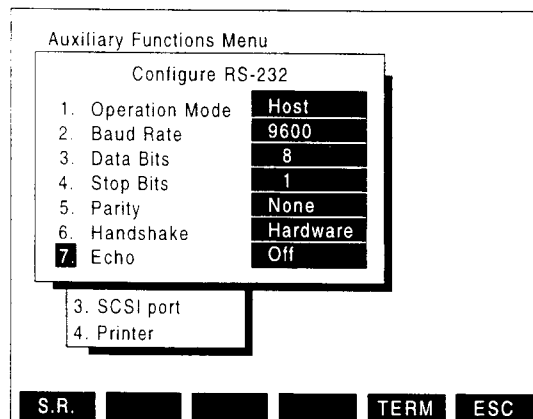 Auxiliary Functions Menu
Configure RS-232
1. Operation Mode Host
2. Baud Rate 9600
3. Data Bits 8
4. Stop Bits 1
5. Parity None
6. Handshake Hardware
7. Echo Off
3. SCSI port
4. Printer
S.R. TERM ESC